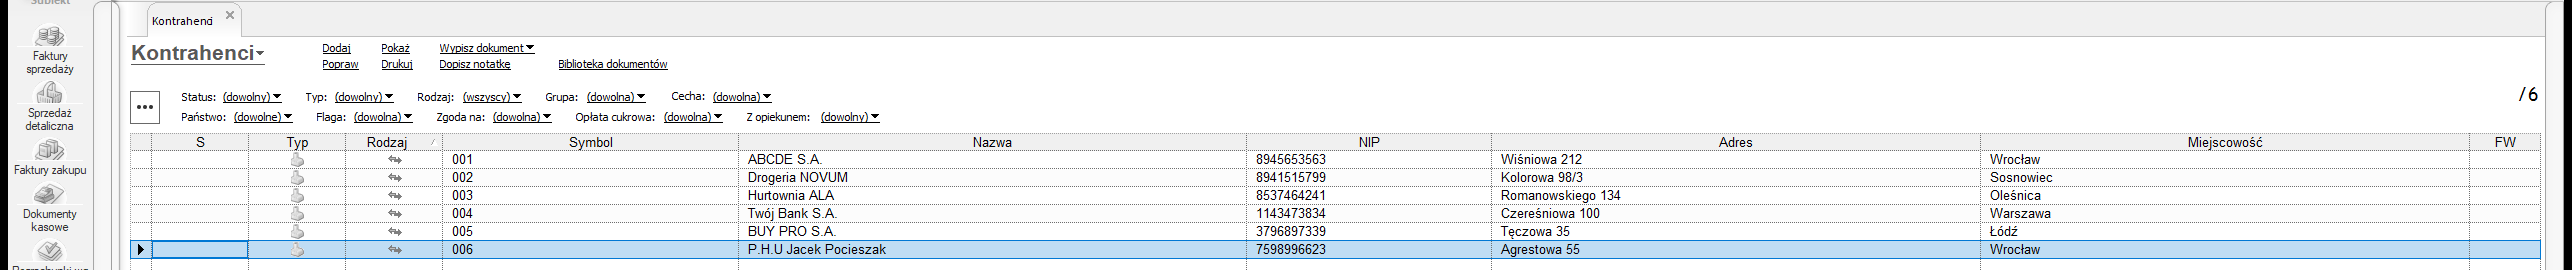 Subiekt
Kontrahenci
Faktury
sprzedaży
Sprzedaż
detaliczna
Faktury zakupu
Dokumenty
kasowe
Kontrahenci
Dodaj Pokaż Wypisz dokument
Popraw Drukuj Dopisz notatkę Biblioteka dokumentów
Status: (dowolny) Typ: (dowolny) Rodzaj: (wszyscy) Grupa: (dowolna) Cecha: (dowolna)
/6
Państwo: (dowolne) Flaga: (dowolna) Zgoda na: (dowolna) Opłata cukrowa: (dowolna) Z opiekunem: (dowolny)
S Typ Rodzaj Symbol Nazwa NIP Adres Miejscowość FW
001 ABCDE S.A. 8945653563 Wiśniowa 212 Wrocław
002 Drogeria NOVUM 8941515799 Kolorowa 98/3 Sosnowiec
003 Hurtownia ALA 8537464241 Romanowskiego 134 Oleśnica
004 Twój Bank S.A. 1143473834 Czereśniowa 100 Warszawa
005 BUY PRO S.A. 3796897339 Tęczowa 35 Łódź
006 P.H.U Jacek Pocieszak 7598996623 Agrestowa 55 Wrocław